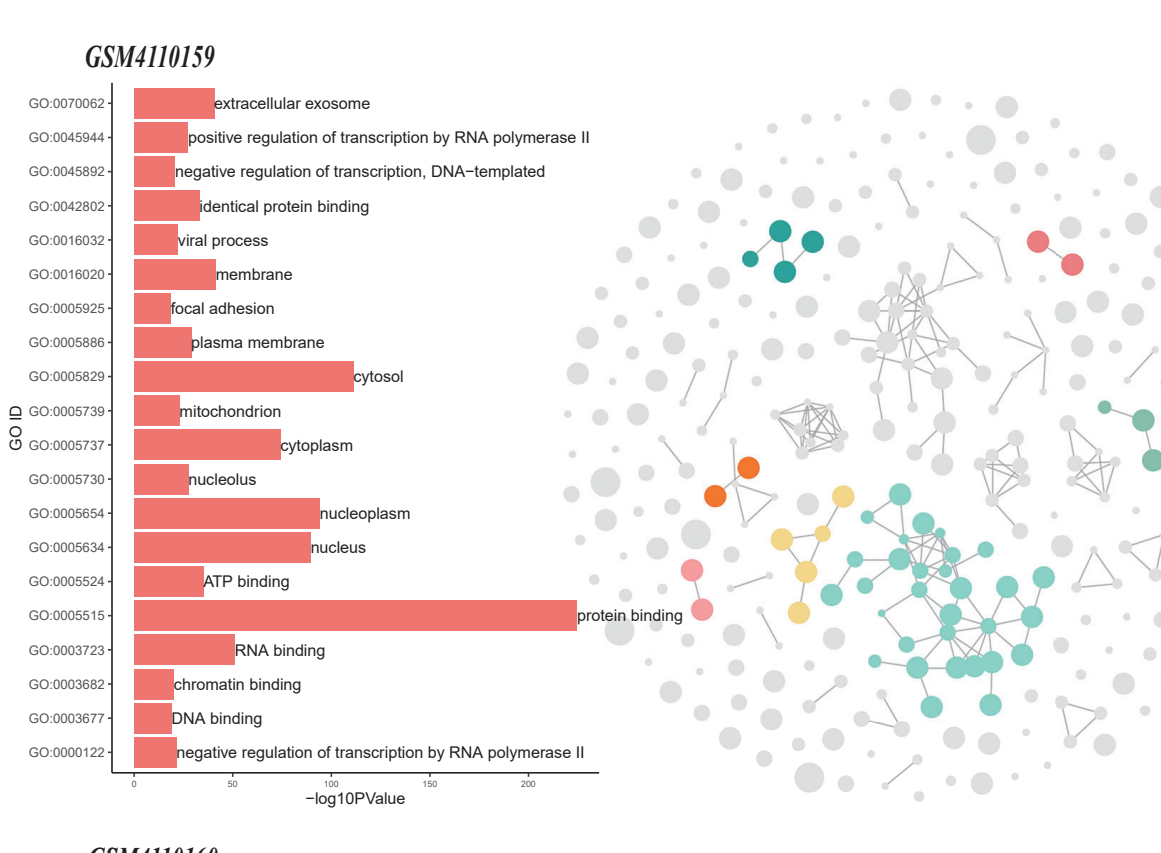 GSM4110159
GO:0070062 extracellular exosome
GO:0045944 positive regulation of transcription by RNA polymerase II
GO:0045892 negative regulation of transcription, DNA−templated
GO:0042802 identical protein binding
GO:0016032 viral process
GO:0016020 membrane
GO:0005925 focal adhesion
GO:0005886 plasma membrane
GO:0005829 cytosol
GO:0005739 mitochondrion
GO:0005737 cytoplasm
GO:0005730 nucleolus
GO:0005654 nucleoplasm
GO:0005634 nucleus
GO:0005524 ATP binding
GO:0005515 protein binding
GO:0003723 RNA binding
GO:0003682 chromatin binding
GO:0003677 DNA binding
GO:0000122 negative regulation of transcription by RNA polymerase II
GO ID
0 50 100 150 200
−log10PValue